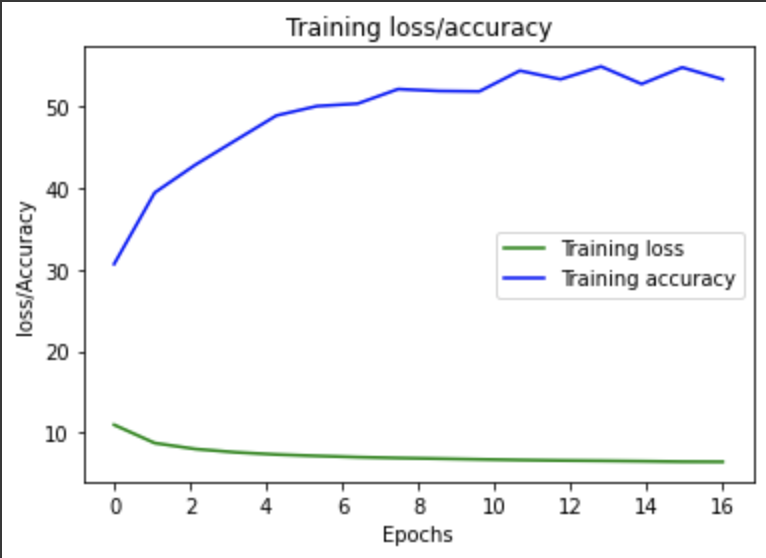 Training loss/accuracy
50
40
30
20
10
loss/Accuracy
Training loss
Training accuracy
0 2 4 6 8 10 12 14 16
Epochs